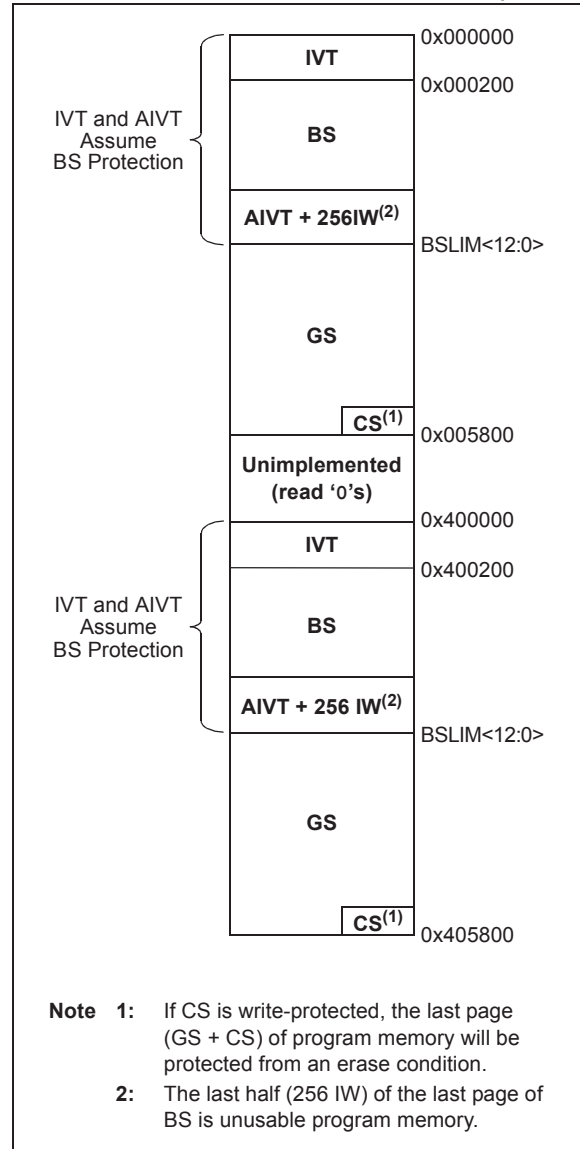 0x000000
IVT
0x000200
IVT and AIVT
Assume
BS Protection
BS
AIVT + 256IW(2)
BSLIM<12:0>
GS
CS(1)
0x005800
Unimplemented
(read ‘0’s)
0x400000
IVT
0x400200
IVT and AIVT
Assume
BS Protection
BS
AIVT + 256 IW(2)
BSLIM<12:0>
GS
CS(1)
0x405800
Note 1: If CS is write-protected, the last page
(GS + CS) of program memory will be
protected from an erase condition.
2: The last half (256 IW) of the last page of
BS is unusable program memory.